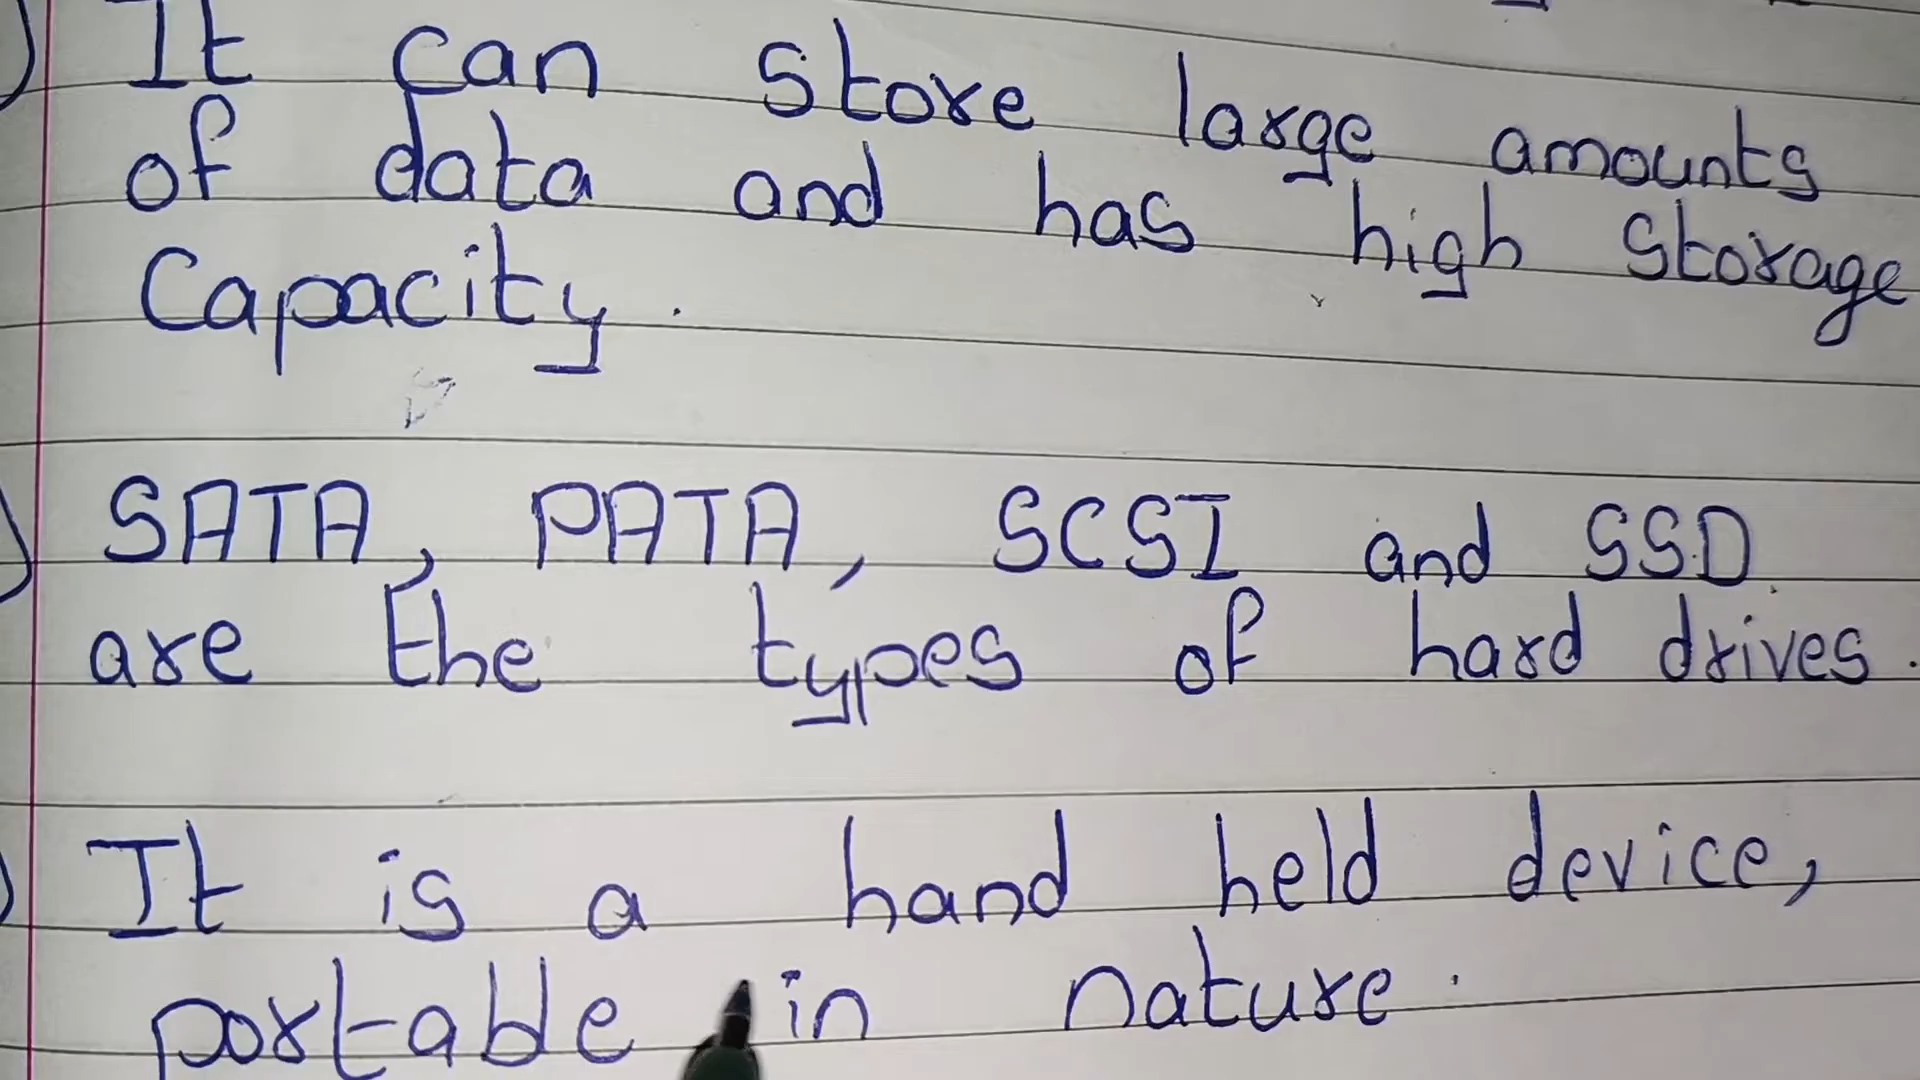 It can store large amounts
of data and has high storage
Capacity.
SATA, PATA, SCSI and SSD
are the types of hard drives.
It is a hand held device,
portable in nature.